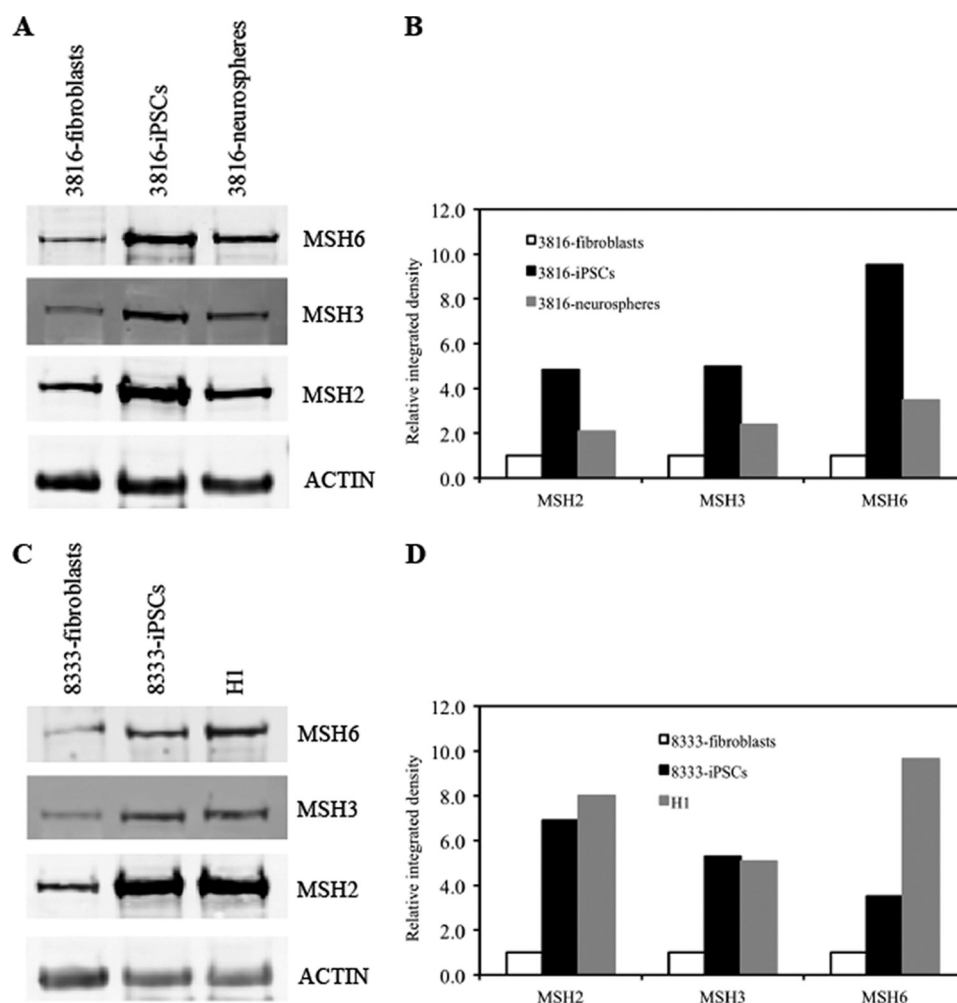 A
3816-fibroblasts
3816-iPSCs
3816-neurospheres
MSH6
MSH3
MSH2
ACTIN
B
Relative integrated density
12.0
10.0
8.0
6.0
4.0
2.0
0.0
3816-fibroblasts
3816-iPSCs
3816-neurospheres
MSH2
MSH3
MSH6
C
8333-fibroblasts
8333-iPSCs
H1
MSH6
MSH3
MSH2
ACTIN
D
Relative integrated density
12.0
10.0
8.0
6.0
4.0
2.0
0.0
8333-fibroblasts
8333-iPSCs
H1
MSH2
MSH3
MSH6